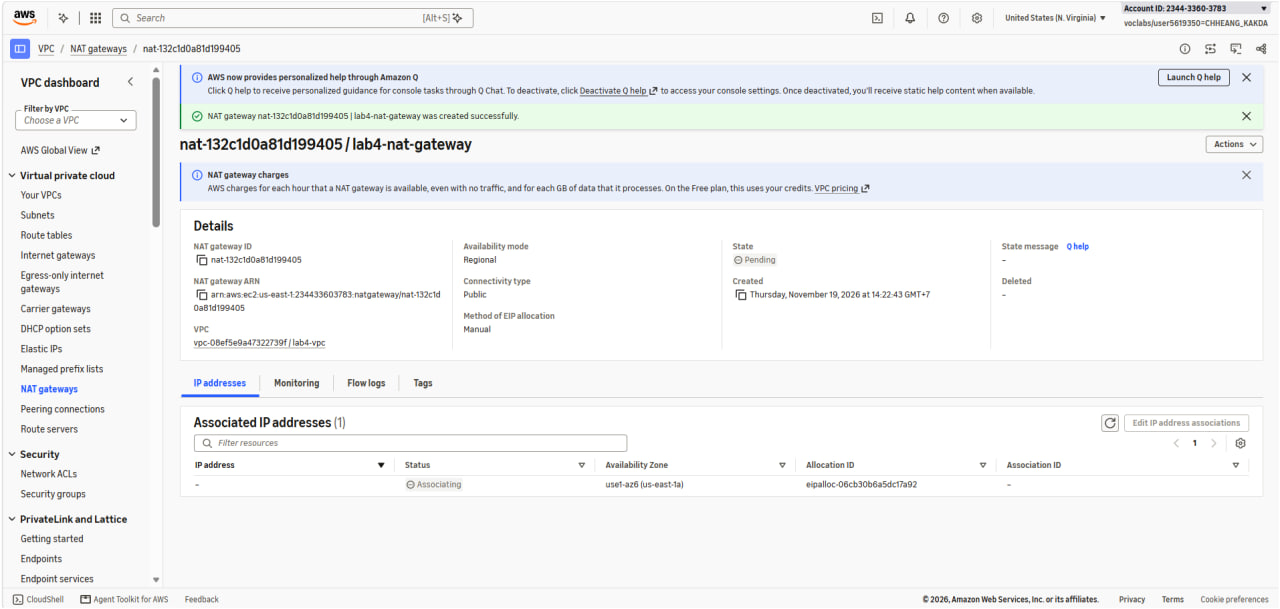 aws
Search
[Alt+S]
United States (N. Virginia)
Account ID: 2344-3360-3783
voclabs/user5619350=CHHEANG_KAKDA
VPC / NAT gateways / nat-132c1d0a81d199405
VPC dashboard
Filter by VPC
Choose a VPC
AWS Global View
Virtual private cloud
Your VPCs
Subnets
Route tables
Internet gateways
Egress-only internet
gateways
Carrier gateways
DHCP option sets
Elastic IPs
Managed prefix lists
NAT gateways
Peering connections
Route servers
Security
Network ACLs
Security groups
PrivateLink and Lattice
Getting started
Endpoints
Endpoint services
AWS now provides personalized help through Amazon Q
Click Q help to receive personalized guidance for console tasks through Q Chat. To deactivate, click Deactivate Q help to access your console settings. Once deactivated, you'll receive static help content when available.
Launch Q help
NAT gateway nat-132c1d0a81d199405 | lab4-nat-gateway was created successfully.
nat-132c1d0a81d199405 / lab4-nat-gateway
Actions
NAT gateway charges
AWS charges for each hour that a NAT gateway is available, even with no traffic, and for each GB of data that it processes. On the Free plan, this uses your credits. VPC pricing
Details
NAT gateway ID
nat-132c1d0a81d199405
NAT gateway ARN
arn:aws:ec2:us-east-1:234433603783:natgateway/nat-132c1d
0a81d199405
VPC
vpc-08ef5e9a47322739f / lab4-vpc
Availability mode
Regional
Connectivity type
Public
Method of EIP allocation
Manual
State
Pending
Created
Thursday, November 19, 2026 at 14:22:43 GMT+7
State message Q help
–
Deleted
–
IP addresses
Monitoring
Flow logs
Tags
Associated IP addresses (1)
Edit IP address associations
Filter resources
1
IP address
Status
Availability Zone
Allocation ID
Association ID
–
Associating
use1-az6 (us-east-1a)
eipalloc-06cb30b6a5dc17a92
–
CloudShell
Agent Toolkit for AWS
Feedback
© 2026, Amazon Web Services, Inc. or its affiliates.
Privacy
Terms
Cookie preferences